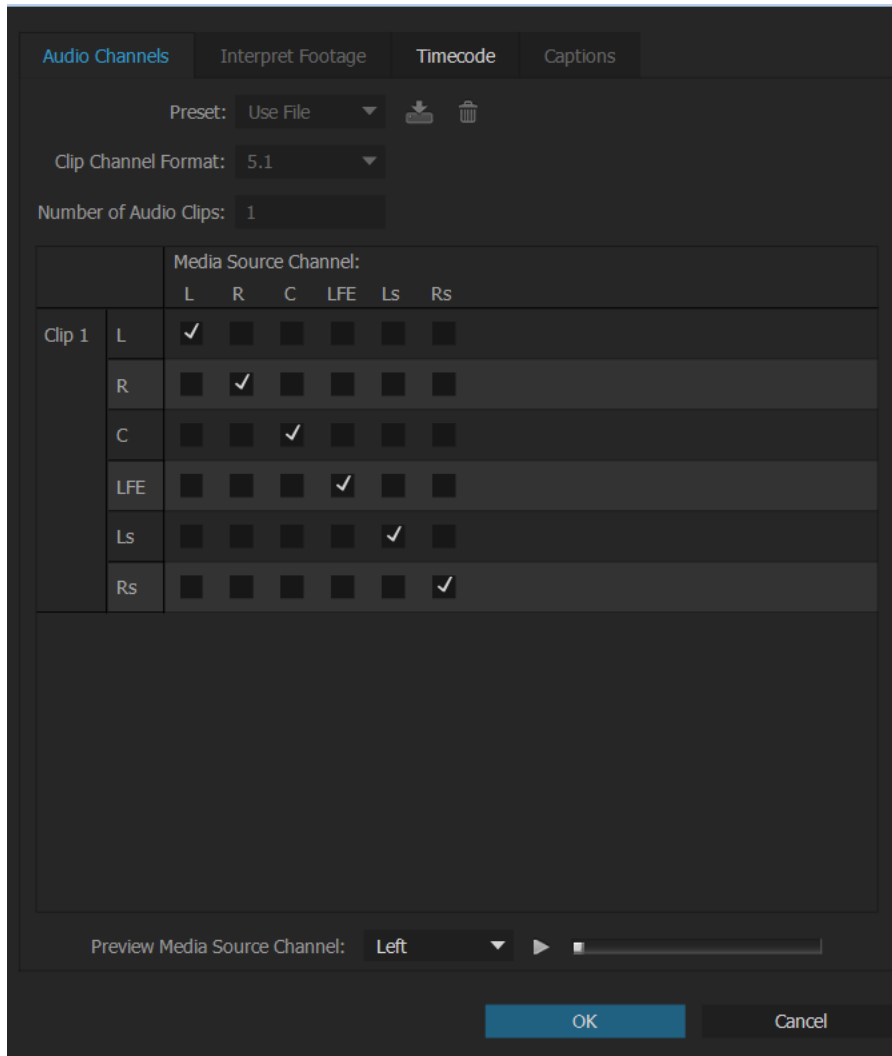 Audio Channels Interpret Footage Timecode Captions
Preset: Use File
Clip Channel Format: 5.1
Number of Audio Clips: 1
Media Source Channel:
L R C LFE Ls Rs
Clip 1 L
R
C
LFE
Ls
Rs
Preview Media Source Channel: Left
OK Cancel